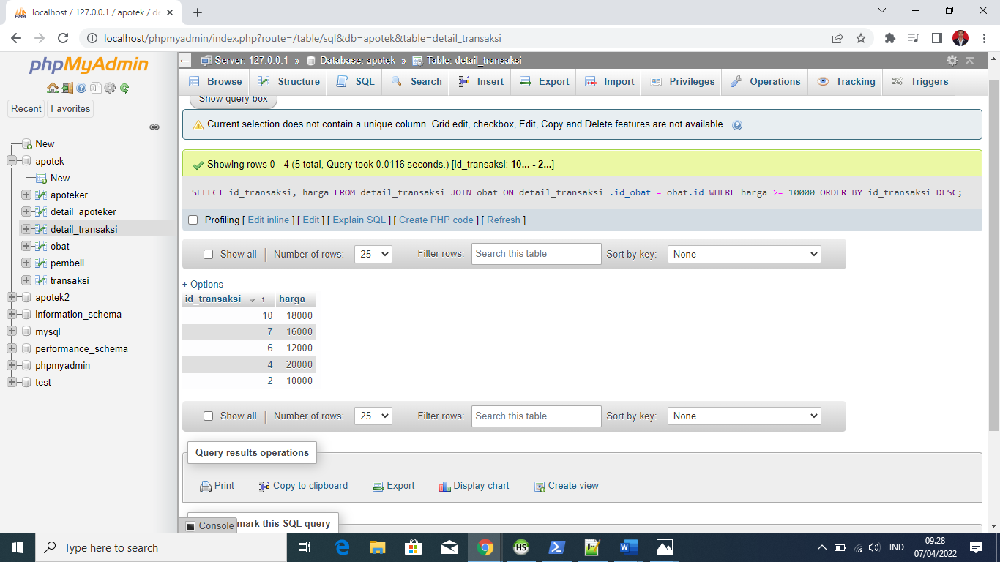 localhost / 127.0.0.1 / apotek / de
localhost/phpmyadmin/index.php?route=/table/sql&db=apotek&table=detail_transaksi
phpMyAdmin
Recent
Favorites
New
apotek
New
apoteker
detail_apoteker
detail_transaksi
obat
pembeli
transaksi
apotek2
information_schema
mysql
performance_schema
phpmyadmin
test
Server: 127.0.0.1 » Database: apotek » Table: detail_transaksi
Browse Structure SQL Search Insert Export Import Privileges Operations Tracking Triggers
Show query box
Current selection does not contain a unique column. Grid edit, checkbox, Edit, Copy and Delete features are not available.
Showing rows 0 - 4 (5 total, Query took 0.0116 seconds.) [id_transaksi: 10... - 2...]
SELECT id_transaksi, harga FROM detail_transaksi JOIN obat ON detail_transaksi .id_obat = obat.id WHERE harga >= 10000 ORDER BY id_transaksi DESC;
Profiling [ Edit inline ] [ Edit ] [ Explain SQL ] [ Create PHP code ] [ Refresh ]
Show all Number of rows: 25 Filter rows: Search this table Sort by key: None
+ Options
id_transaksi 1 harga
10 18000
7 16000
6 12000
4 20000
2 10000
Show all Number of rows: 25 Filter rows: Search this table Sort by key: None
Query results operations
Print Copy to clipboard Export Display chart Create view
Console mark this SQL query
Type here to search
HS
IND
09.28
07/04/2022